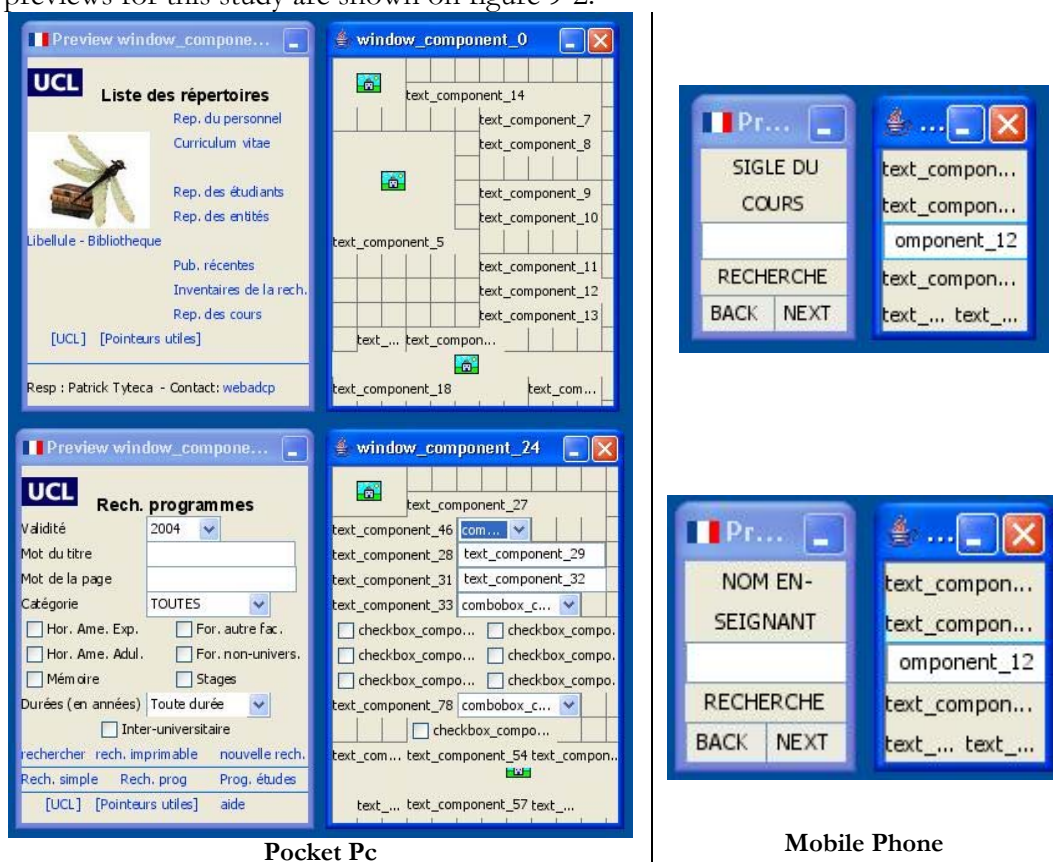 previews for this study are shown on figure 9-2.
Preview window_compone...
UCL
Liste des répertoires
Rep. du personnel
Curriculum vitae
Rep. des étudiants
Rep. des entités
Libellule - Bibliotheque
Pub. récentes
Inventaires de la rech.
Rep. des cours
[UCL] [Pointeurs utiles]
Resp : Patrick Tyteca - Contact: webadcp
window_component_0
text_component_14
text_component_7
text_component_8
text_component_9
text_component_10
text_component_5
text_component_11
text_component_12
text_component_13
text_... text_compon...
text_component_18 text_com...
Pr...
SIGLE DU
COURS
RECHERCHE
BACK NEXT
...
text_compon...
text_compon...
omponent_12
text_compon...
text_... text_...
Preview window_compone...
UCL
Rech. programmes
Validité 2004
Mot du titre
Mot de la page
Catégorie TOUTES
Hor. Ame. Exp. For. autre fac.
Hor. Ame. Adul. For. non-univers.
Mémoire Stages
Durées (en années) Toute durée
Inter-universitaire
rechercher rech. imprimable nouvelle rech.
Rech. simple Rech. prog Prog. études
[UCL] [Pointeurs utiles] aide
window_component_24
text_component_27
text_component_46 com...
text_component_28 text_component_29
text_component_31 text_component_32
text_component_33 combobox_c...
checkbox_compo... checkbox_compo.
checkbox_compo... checkbox_compo.
checkbox_compo... checkbox_compo.
text_component_78 combobox_c...
checkbox_compo...
text_com... text_component_54 text_compon..
text_... text_component_57 text_...
Pr...
NOM EN-
SEIGNANT
RECHERCHE
BACK NEXT
...
text_compon...
text_compon...
omponent_12
text_compon...
text_... text_...
Pocket Pc
Mobile Phone